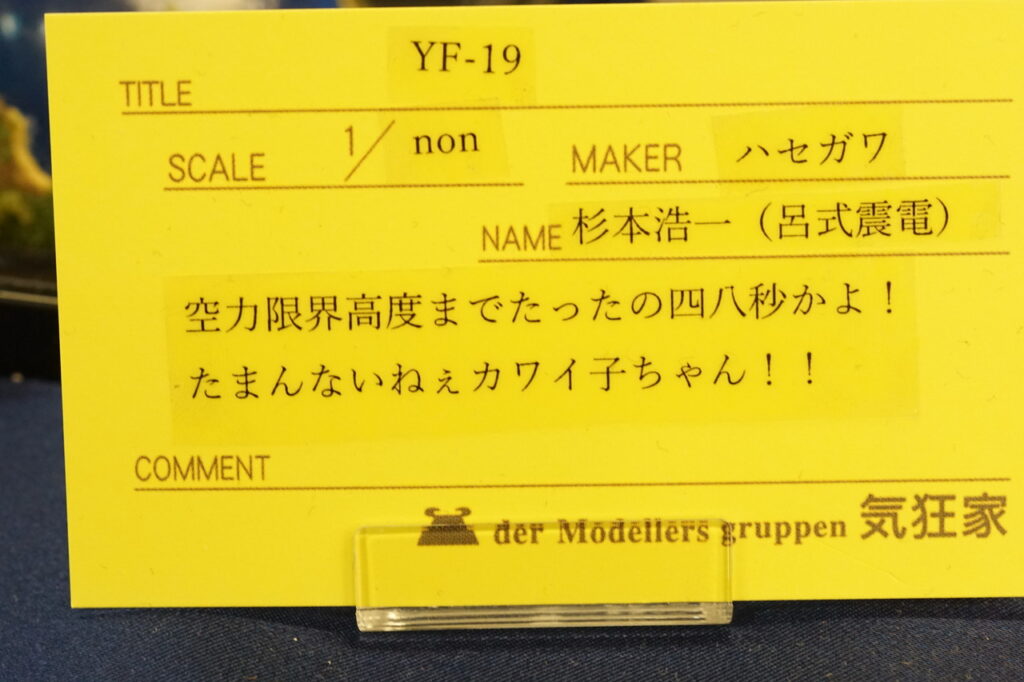 TITLE YF-19
SCALE 1/non MAKER ハセガワ
NAME 杉本浩一（呂式震電）
空力限界高度までたったの四八秒かよ！
たまんないねぇカワイ子ちゃん！！
COMMENT
der Modellers gruppen 気狂家